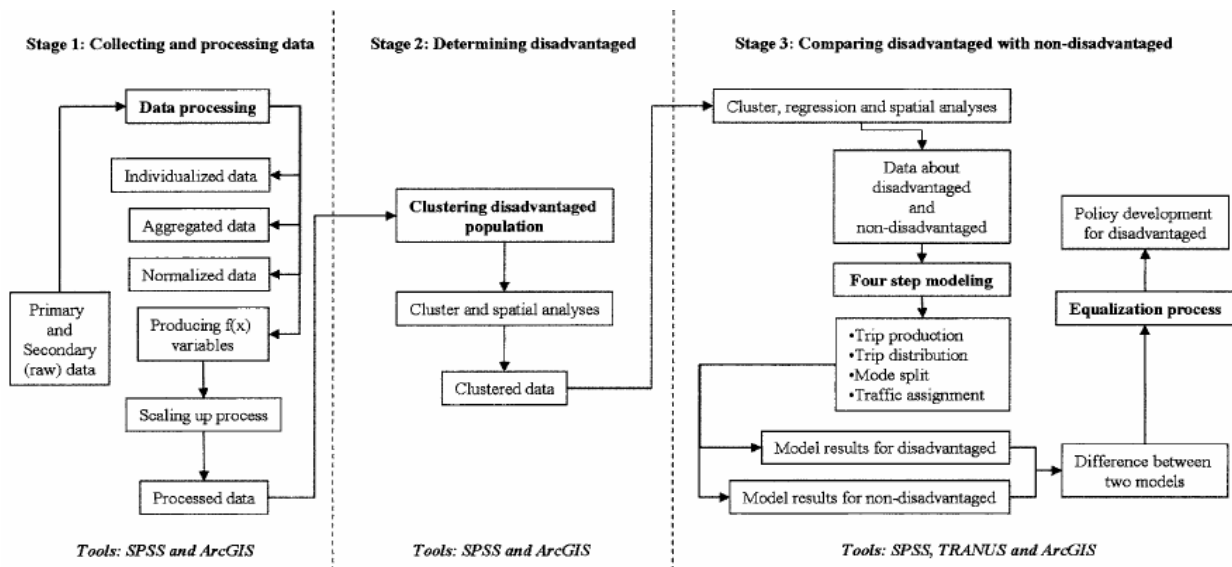 Stage 1: Collecting and processing data
Data processing
Individualized data
Aggregated data
Normalized data
Primary
and
Secondary
(raw) data
Producing f(x)
variables
Scaling up process
Processed data
Tools: SPSS and ArcGIS
Stage 2: Determining disadvantaged
Clustering disadvantaged
population
Cluster and spatial analyses
Clustered data
Tools: SPSS and ArcGIS
Stage 3: Comparing disadvantaged with non-disadvantaged
Cluster, regression and spatial analyses
Data about
disadvantaged
and
non-disadvantaged
Four step modeling
•Trip production
•Trip distribution
•Mode split
•Traffic assignment
Model results for disadvantaged
Model results for non-disadvantaged
Difference between
two models
Equalization process
Policy development
for disadvantaged
Tools: SPSS, TRANUS and ArcGIS